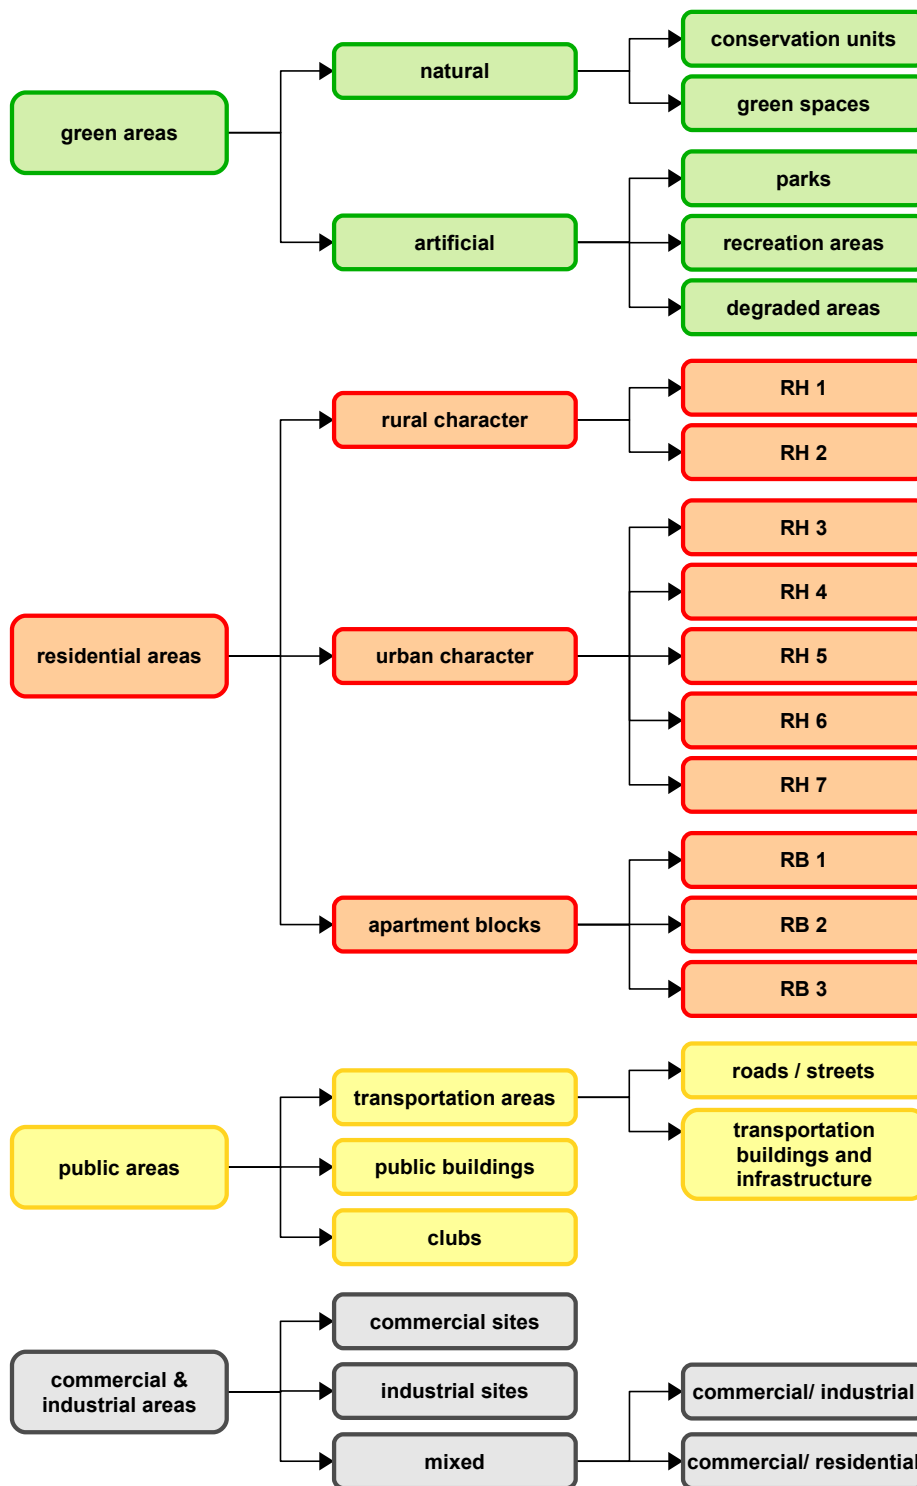 green areas
natural
conservation units
green spaces
artificial
parks
recreation areas
degraded areas
residential areas
rural character
RH 1
RH 2
urban character
RH 3
RH 4
RH 5
RH 6
RH 7
apartment blocks
RB 1
RB 2
RB 3
public areas
transportation areas
roads / streets
transportation
buildings and
infrastructure
public buildings
clubs
commercial &
industrial areas
commercial sites
industrial sites
mixed
commercial/ industrial
commercial/ residential